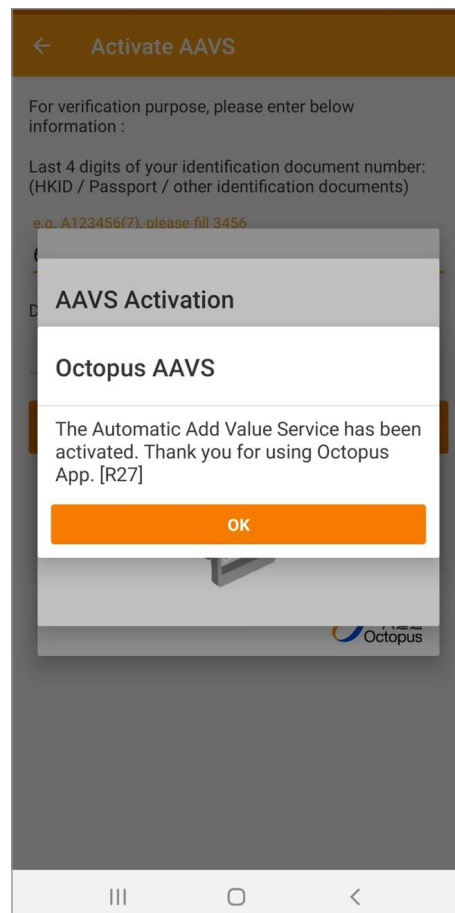 Activate AAVS
For verification purpose, please enter below
information :
Last 4 digits of your identification document number:
(HKID / Passport / other identification documents)
e.g. A123456(7), please fill 3456
AAVS Activation
Octopus AAVS
The Automatic Add Value Service has been
activated. Thank you for using Octopus
App. [R27]
OK
Octopus